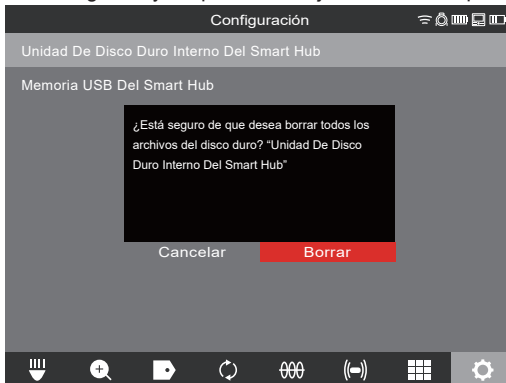 Configuración
Unidad De Disco Duro Interno Del Smart Hub
Memoria USB Del Smart Hub
¿Está seguro de que desea borrar todos los
archivos del disco duro? “Unidad De Disco
Duro Interno Del Smart Hub”
Cancelar
Borrar